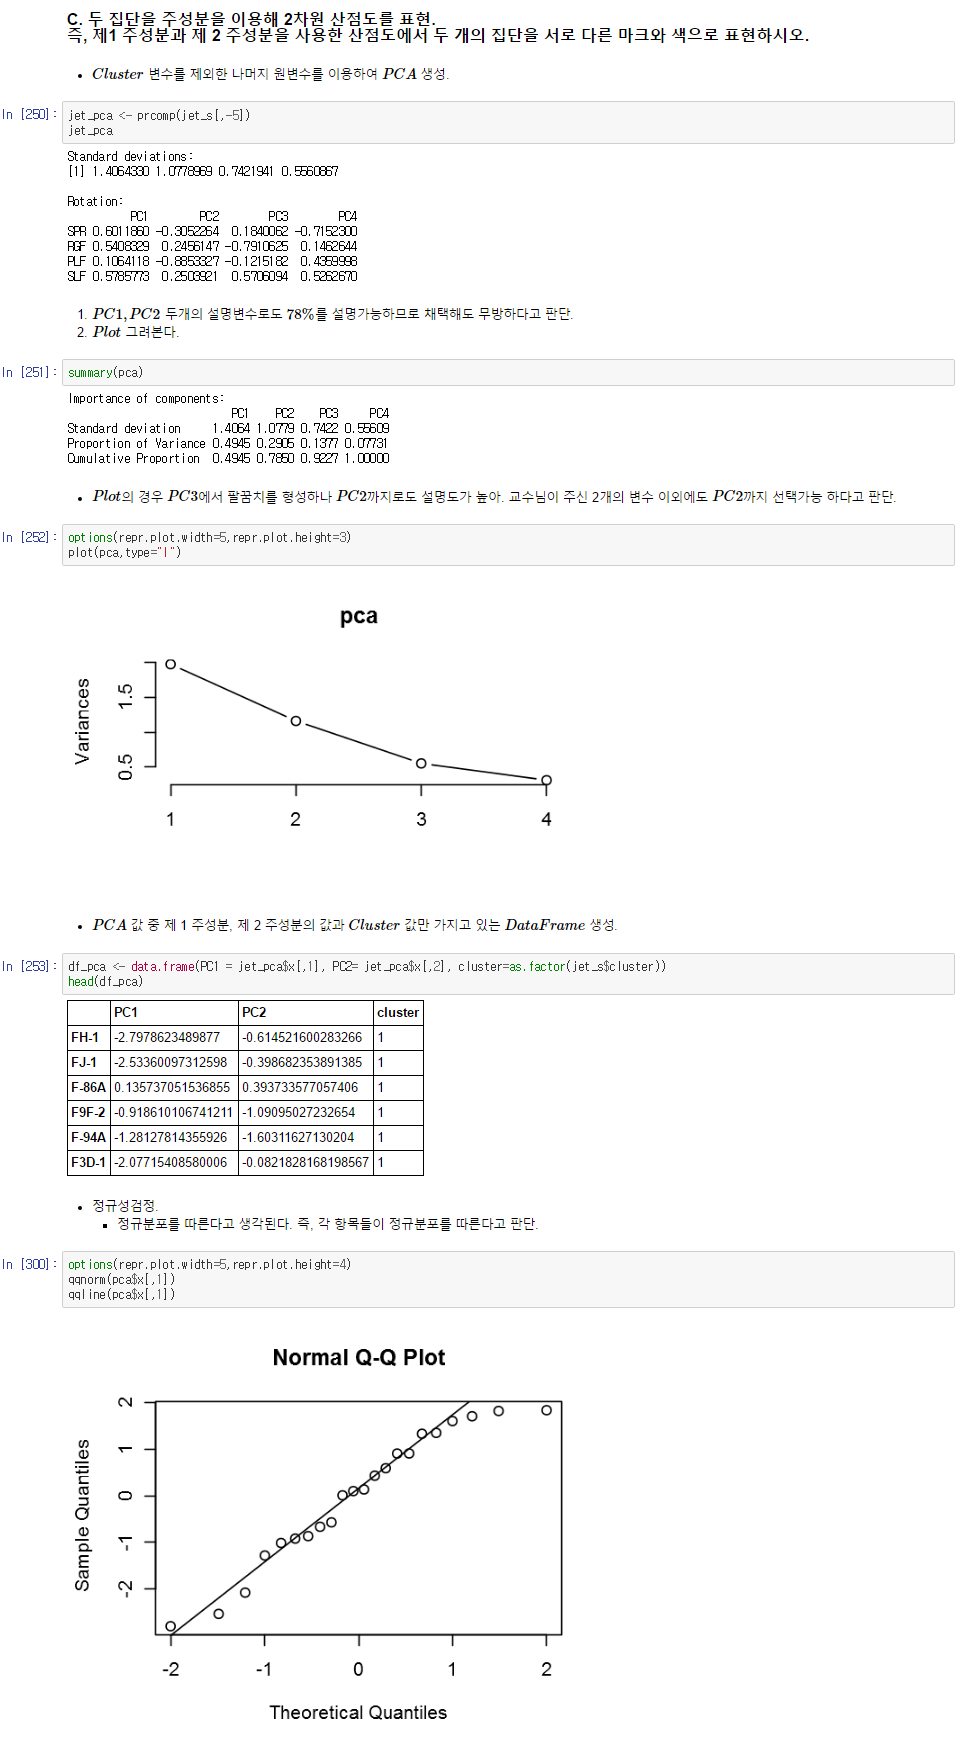 C. 두 집단을 주성분을 이용해 2차원 산점도를 표현.
즉, 제1 주성분과 제 2 주성분을 사용한 산점도에서 두 개의 집단을 서로 다른 마크와 색으로 표현하시오.
• Cluster 변수를 제외한 나머지 원변수를 이용하여 PCA 생성.
In [250]: jet_pca <- prcomp(jet_s[,-5])
jet_pca
Standard deviations:
[1] 1.4064330 1.0778969 0.7421941 0.5560867
Rotation:
PC1 PC2 PC3 PC4
SPR 0.6011860 -0.3052264 0.1840062 -0.7152300
RGF 0.5408329 0.2456147 -0.7910625 0.1462644
PLF 0.1064118 -0.8853327 -0.1215182 0.4359998
SLF 0.5785773 0.2503921 0.5706094 0.5262670
1. PC1, PC2 두개의 설명변수로도 78%를 설명가능하므로 채택해도 무방하다고 판단.
2. Plot 그려본다.
In [251]: summary(pca)
Importance of components:
PC1 PC2 PC3 PC4
Standard deviation 1.4064 1.0779 0.7422 0.55609
Proportion of Variance 0.4945 0.2905 0.1377 0.07731
Cumulative Proportion 0.4945 0.7850 0.9227 1.00000
• Plot의 경우 PC3에서 팔꿈치를 형성하나 PC2까지로도 설명도가 높아. 교수님이 주신 2개의 변수 이외에도 PC2까지 선택가능 하다고 판단.
In [252]: options(repr.plot.width=5,repr.plot.height=3)
plot(pca,type="l")
pca
Variances
1.5
0.5
1 2 3 4
• PCA 값 중 제 1 주성분, 제 2 주성분의 값과 Cluster 값만 가지고 있는 DataFrame 생성.
In [253]: df_pca <- data.frame(PC1 = jet_pca$x[,1], PC2= jet_pca$x[,2], cluster=as.factor(jet_s$cluster))
head(df_pca)
PC1 PC2 cluster
FH-1 -2.7978623489877 -0.614521600283266 1
FJ-1 -2.53360097312598 -0.398682353891385 1
F-86A 0.135737051536855 0.393733577057406 1
F9F-2 -0.918610106741211 -1.09095027232654 1
F-94A -1.28127814355926 -1.60311627130204 1
F3D-1 -2.07715408580006 -0.0821828168198567 1
• 정규성검정.
▪ 정규분포를 따른다고 생각된다. 즉, 각 항목들이 정규분포를 따른다고 판단.
In [300]: options(repr.plot.width=5,repr.plot.height=4)
qqnorm(pca$x[,1])
qqline(pca$x[,1])
Normal Q-Q Plot
Sample Quantiles
2
1
0
-1
-2
-2 -1 0 1 2
Theoretical Quantiles